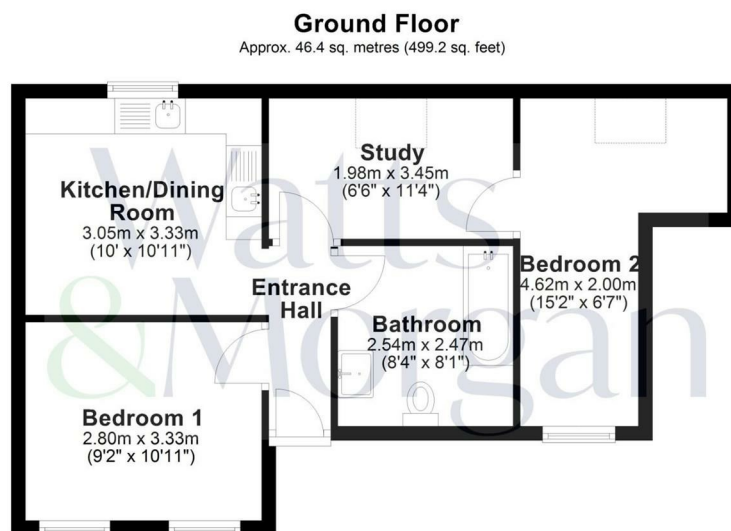 Ground Floor
Approx. 46.4 sq. metres (499.2 sq. feet)
Kitchen/Dining
Room
3.05m x 3.33m
(10' x 10'11")
Study
1.98m x 3.45m
(6'6" x 11'4")
Bedroom 2
4.62m x 2.00m
(15'2" x 6'7")
Entrance
Hall
Bathroom
2.54m x 2.47m
(8'4" x 8'1")
Bedroom 1
2.80m x 3.33m
(9'2" x 10'11")
Watts
&Morgan